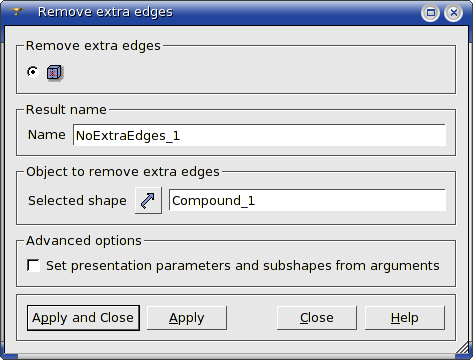 Remove extra edges
Remove extra edges
Result name
Name NoExtraEdges_1
Object to remove extra edges
Selected shape Compound_1
Advanced options
Set presentation parameters and subshapes from arguments
Apply and Close Apply Close Help